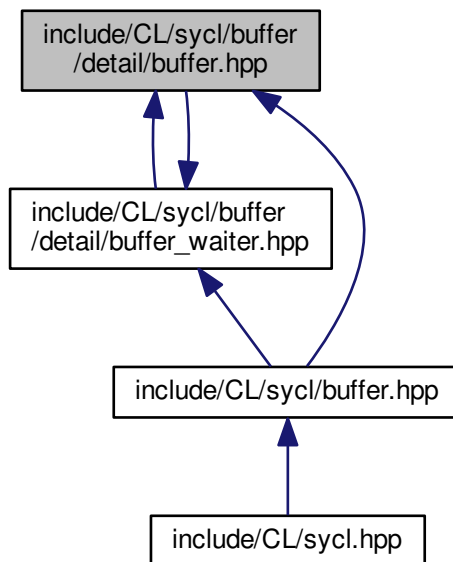 include/CL/sycl/buffer
/detail/buffer.hpp
include/CL/sycl/buffer
/detail/buffer_waiter.hpp
include/CL/sycl/buffer.hpp
include/CL/sycl.hpp